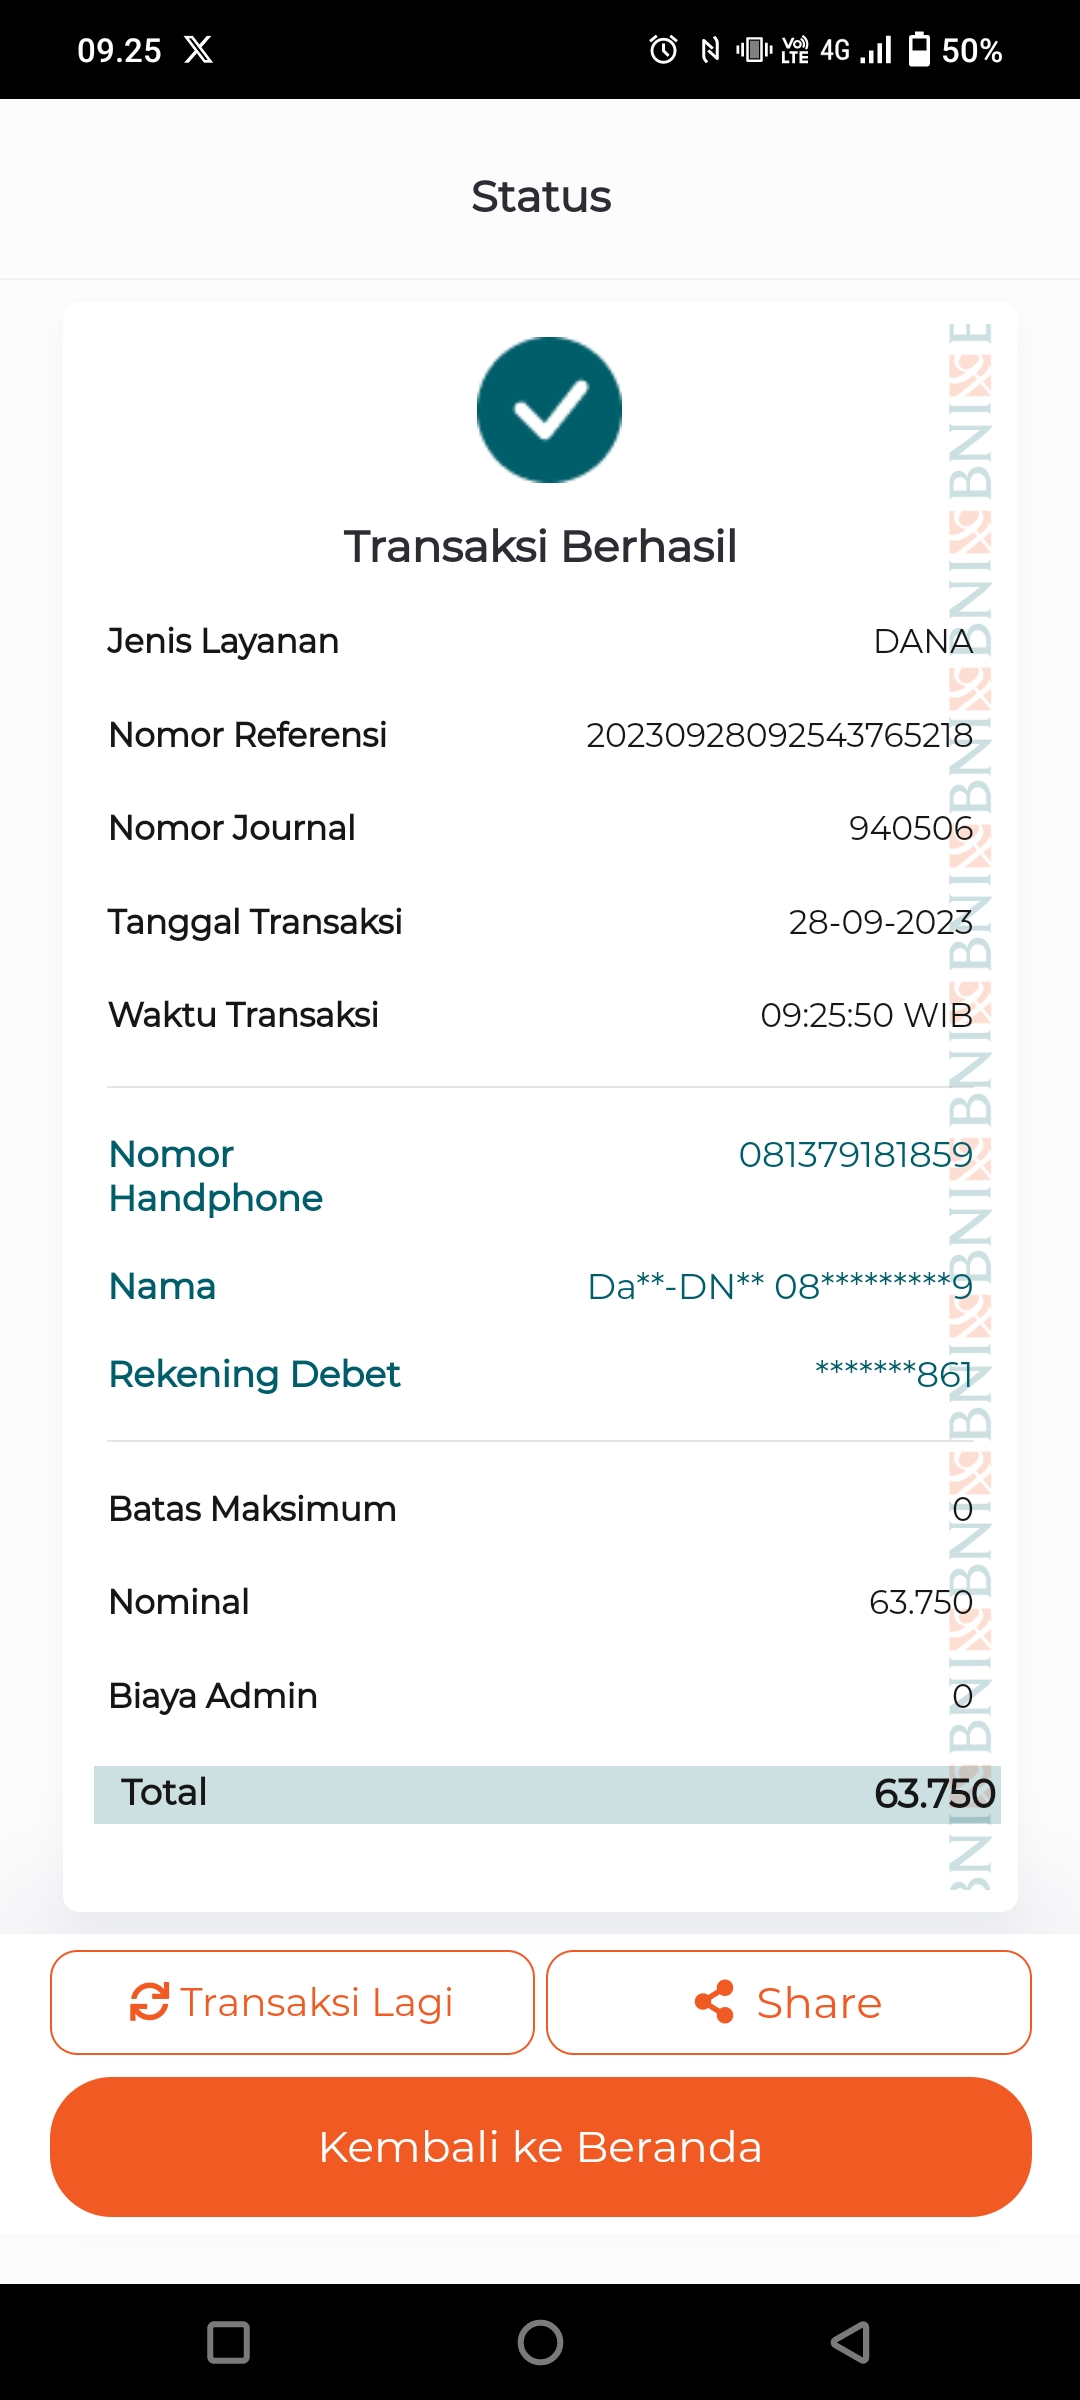 09.25 X VoLTE 4G 50%
Status
Transaksi Berhasil
Jenis Layanan DANA
Nomor Referensi 20230928092543765218
Nomor Journal 940506
Tanggal Transaksi 28-09-2023
Waktu Transaksi 09:25:50 WIB
Nomor Handphone 081379181859
Nama Da**-DN** 08*********9
Rekening Debet *******861
Batas Maksimum 0
Nominal 63.750
Biaya Admin 0
Total 63.750
BNI BNI BNI BNI BNI BNI BNI BNI BNI BNI
Transaksi Lagi
Share
Kembali ke Beranda